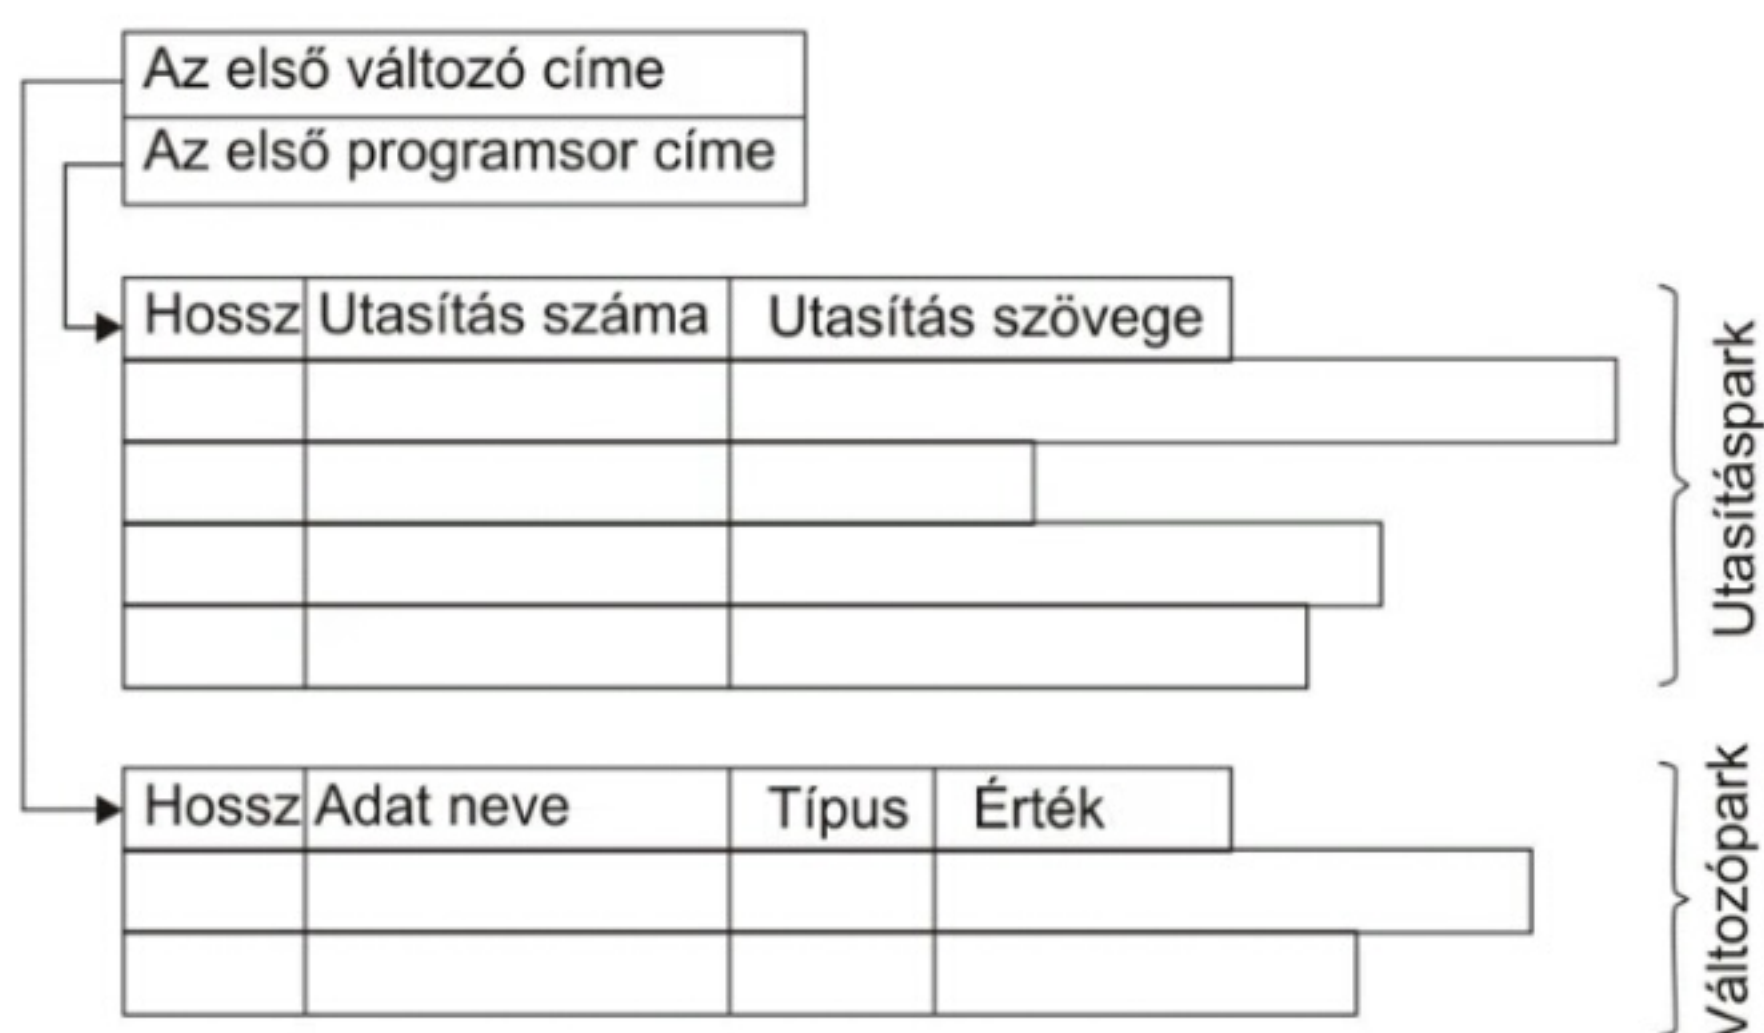 Az első változó címe
Az első programsor címe
Hossz Utasítás száma Utasítás szövege
Utasításpark
Hossz Adat neve Típus Érték
Változópark